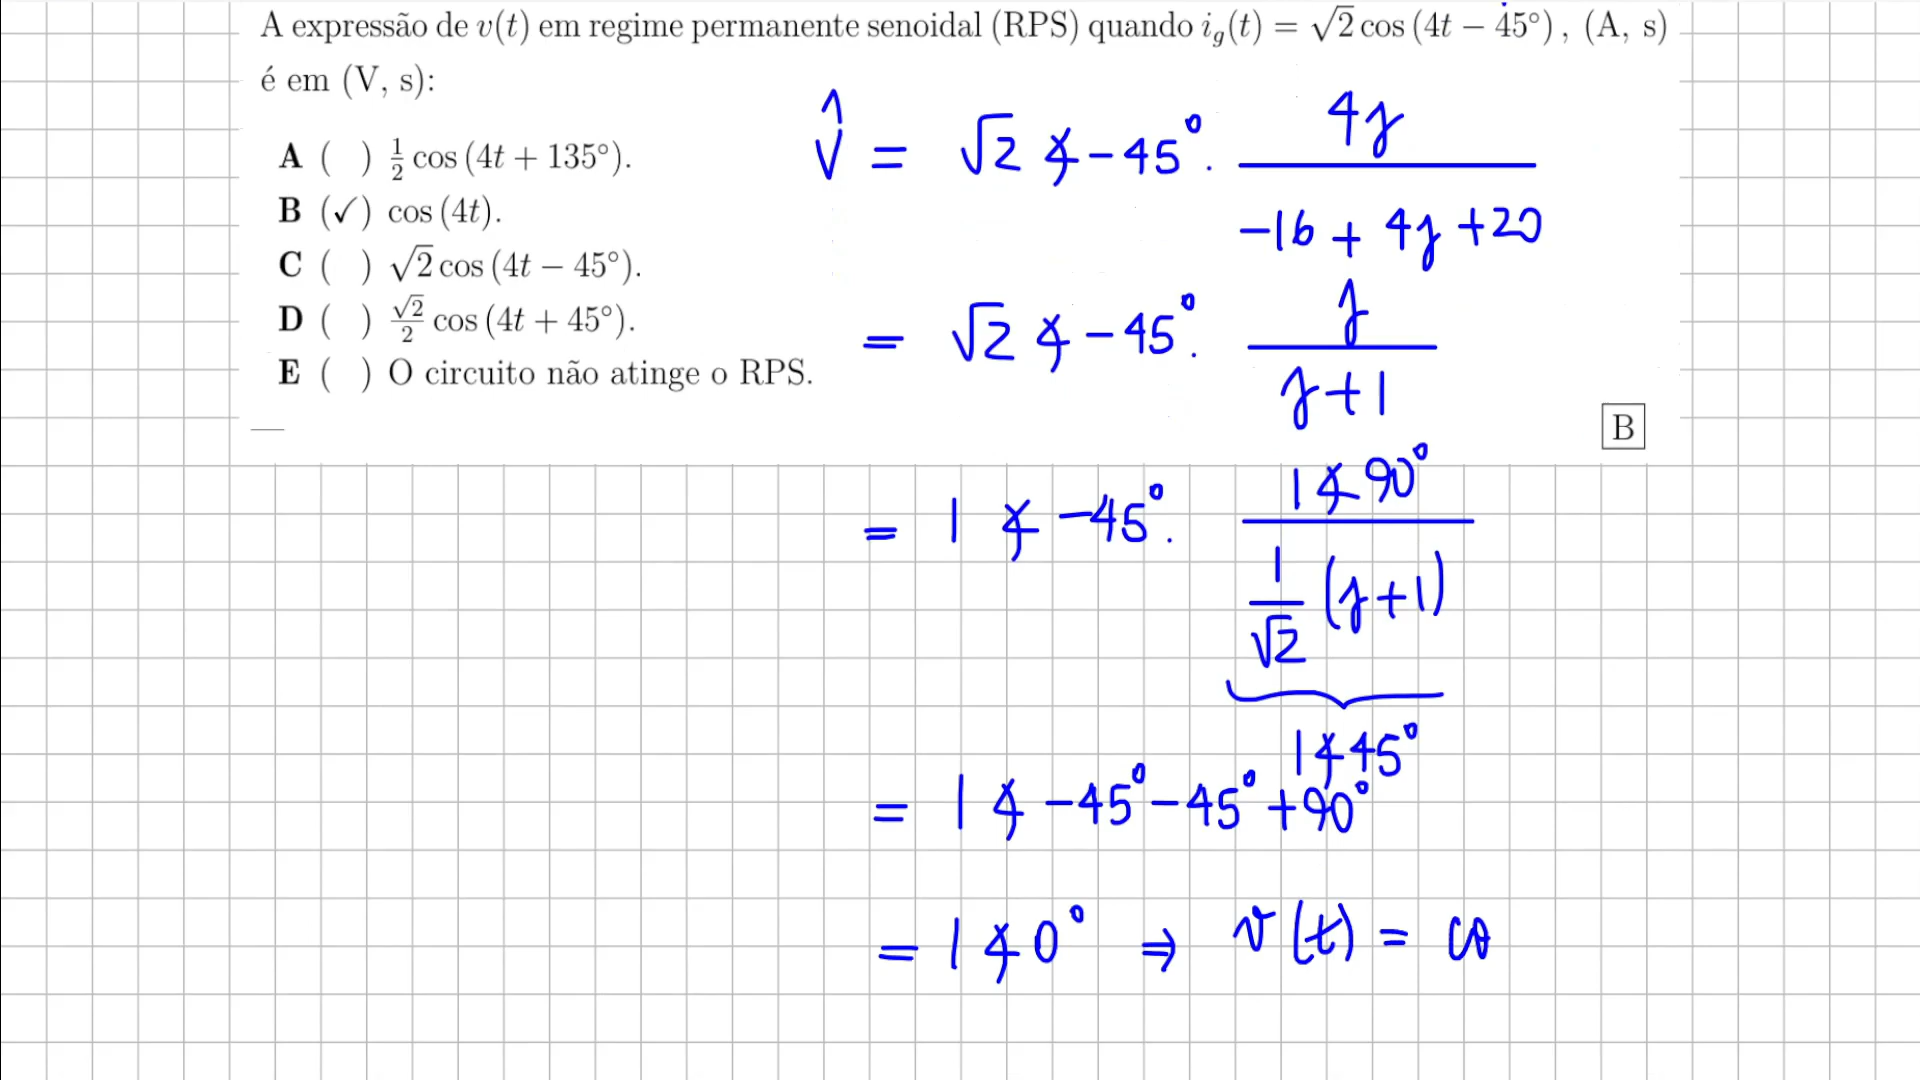 A expressão de v(t) em regime permanente senoidal (RPS) quando i_g(t) = √2 cos (4t − 45°), (A, s)
é em (V, s):
A ( ) 1/2 cos (4t + 135°).
B (✓) cos (4t).
C ( ) √2 cos (4t − 45°).
D ( ) √2/2 cos (4t + 45°).
E ( ) O circuito não atinge o RPS.
B
V̂ = √2 ∡ −45° . 4j / (−16 + 4j + 20)
= √2 ∡ −45° . j / (j + 1)
= 1 ∡ −45° . 1 ∡ 90° / (1/√2 (j + 1))
1 ∡ 45°
= 1 ∡ −45° − 45° + 90°
= 1 ∡ 0° ⇒ v(t) = co